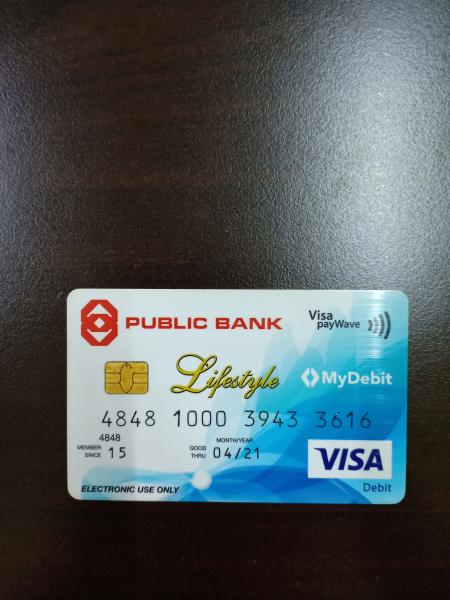 PUBLIC BANK
Visa
payWave
Lifestyle
MyDebit
4848 1000 3943 3616
4848
MEMBER SINCE 15
MONTH/YEAR
GOOD THRU 04/21
VISA
Debit
ELECTRONIC USE ONLY